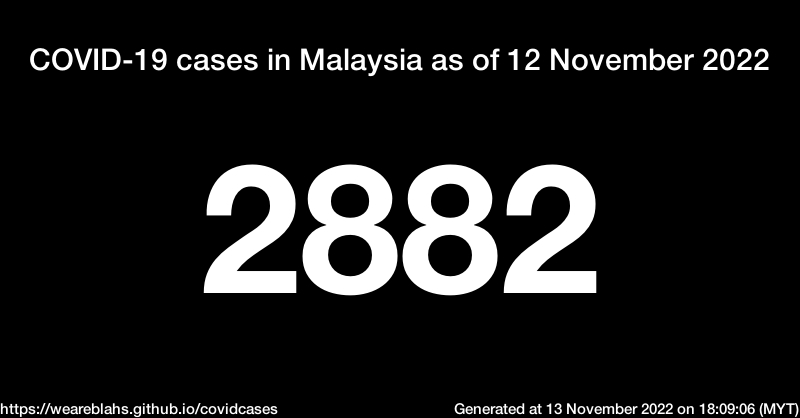 COVID-19 cases in Malaysia as of 12 November 2022
2882
https://weareblahs.github.io/covidcases
Generated at 13 November 2022 on 18:09:06 (MYT)